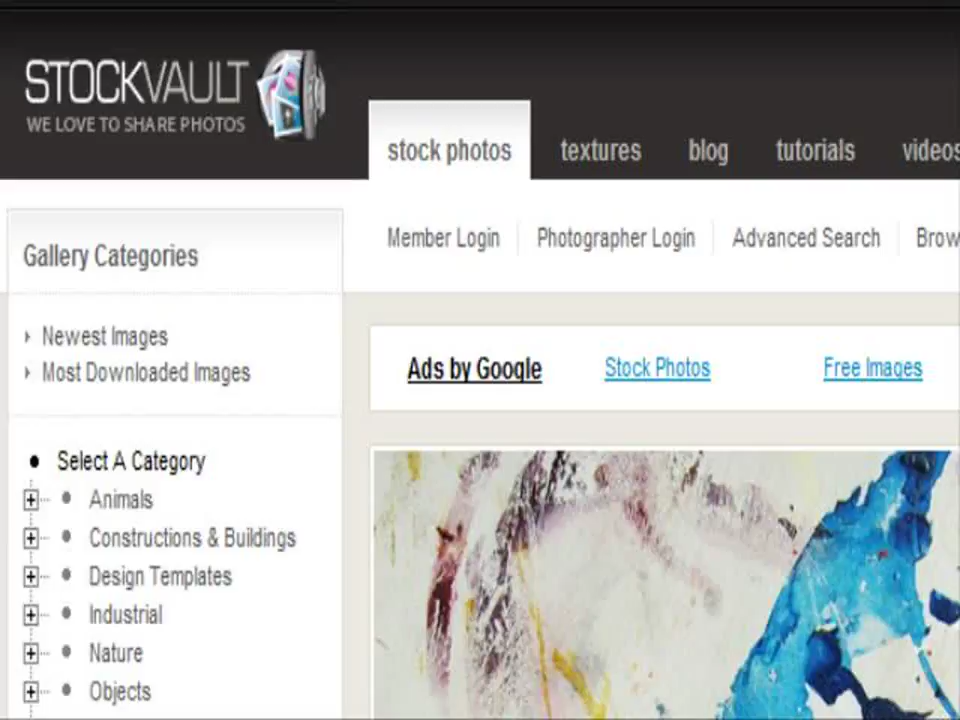 STOCKVAULT
WE LOVE TO SHARE PHOTOS
stock photos textures blog tutorials videos
Member Login Photographer Login Advanced Search Brow
Gallery Categories
Newest Images
Most Downloaded Images
Ads by Google Stock Photos Free Images
Select A Category
Animals
Constructions & Buildings
Design Templates
Industrial
Nature
Objects